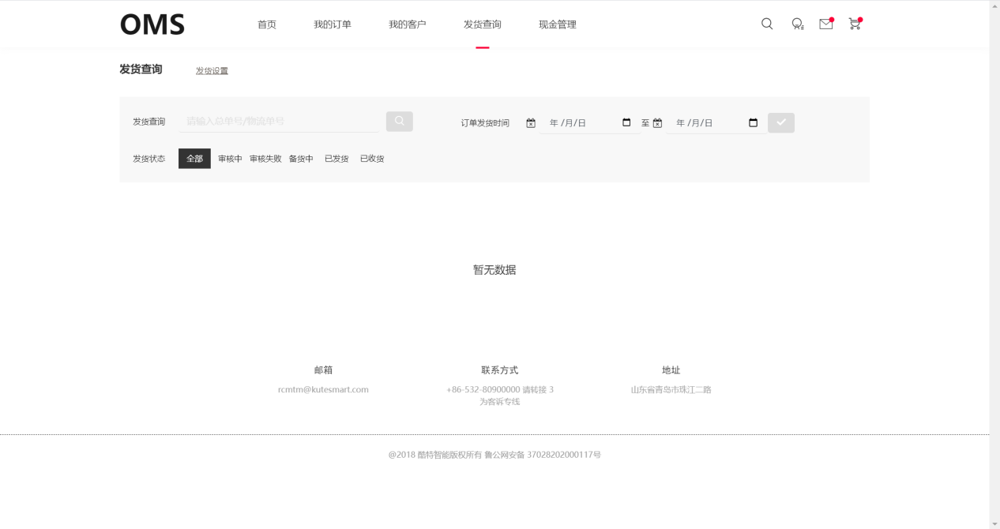 OMS 首页 我的订单 我的客户 发货查询 现金管理
发货查询 发货设置
发货查询 请输入总单号/物流单号 订单发货时间 年 /月/日 至 年 /月/日
发货状态 全部 审核中 审核失败 备货中 已发货 已收货
暂无数据
邮箱 联系方式 地址
rcmtm@kutesmart.com +86-532-80900000 请转接 3 山东省青岛市珠江二路
为客诉专线
@2018 酷特智能版权所有 鲁公网安备 37028202000117号